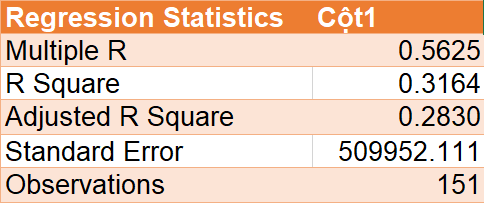 Regression Statistics Cột1
Multiple R 0.5625
R Square 0.3164
Adjusted R Square 0.2830
Standard Error 509952.111
Observations 151